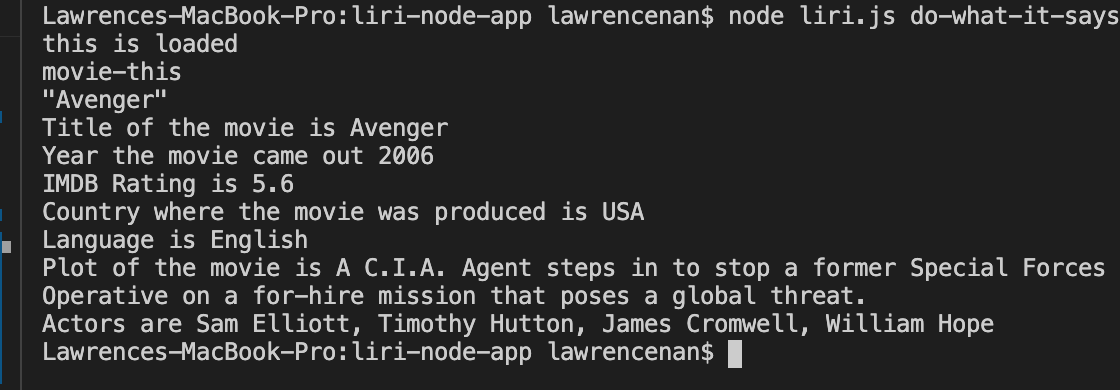 Lawrences-MacBook-Pro:liri-node-app lawrencenan$ node liri.js do-what-it-says
this is loaded
movie-this
"Avenger"
Title of the movie is Avenger
Year the movie came out 2006
IMDB Rating is 5.6
Country where the movie was produced is USA
Language is English
Plot of the movie is A C.I.A. Agent steps in to stop a former Special Forces
Operative on a for-hire mission that poses a global threat.
Actors are Sam Elliott, Timothy Hutton, James Cromwell, William Hope
Lawrences-MacBook-Pro:liri-node-app lawrencenan$